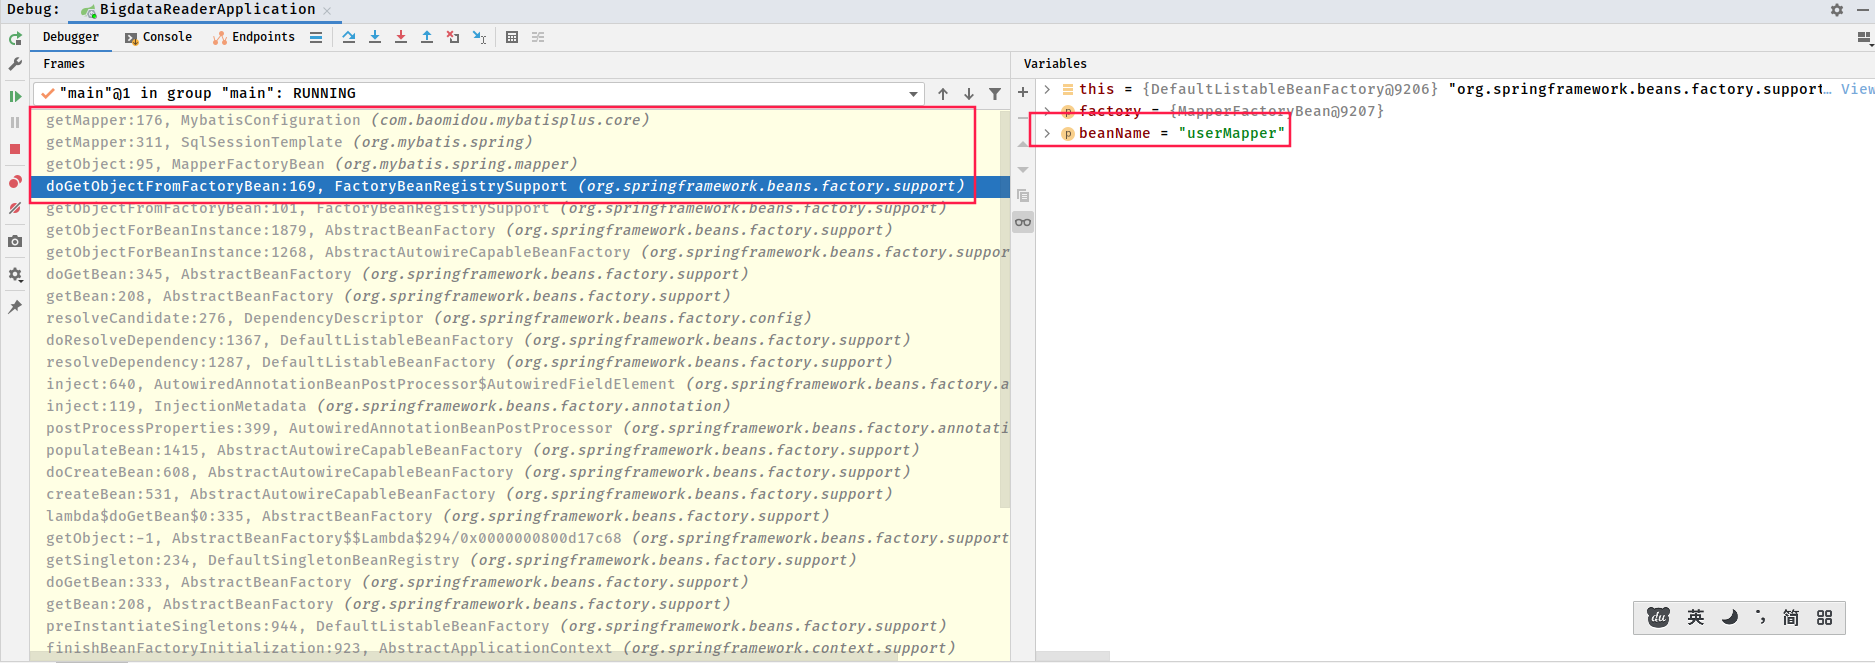 Debug: BigdataReaderApplication
Debugger Console Endpoints
Frames
"main"@1 in group "main": RUNNING
getMapper:176, MybatisConfiguration (com.baomidou.mybatisplus.core)
getMapper:311, SqlSessionTemplate (org.mybatis.spring)
getObject:95, MapperFactoryBean (org.mybatis.spring.mapper)
doGetObjectFromFactoryBean:169, FactoryBeanRegistrySupport (org.springframework.beans.factory.support)
getObjectFromFactoryBean:101, FactoryBeanRegistrySupport (org.springframework.beans.factory.support)
getObjectForBeanInstance:1879, AbstractBeanFactory (org.springframework.beans.factory.support)
getObjectForBeanInstance:1268, AbstractAutowireCapableBeanFactory (org.springframework.beans.factory.suppor
doGetBean:345, AbstractBeanFactory (org.springframework.beans.factory.support)
getBean:208, AbstractBeanFactory (org.springframework.beans.factory.support)
resolveCandidate:276, DependencyDescriptor (org.springframework.beans.factory.config)
doResolveDependency:1367, DefaultListableBeanFactory (org.springframework.beans.factory.support)
resolveDependency:1287, DefaultListableBeanFactory (org.springframework.beans.factory.support)
inject:640, AutowiredAnnotationBeanPostProcessor$AutowiredFieldElement (org.springframework.beans.factory.a
inject:119, InjectionMetadata (org.springframework.beans.factory.annotation)
postProcessProperties:399, AutowiredAnnotationBeanPostProcessor (org.springframework.beans.factory.annotati
populateBean:1415, AbstractAutowireCapableBeanFactory (org.springframework.beans.factory.support)
doCreateBean:608, AbstractAutowireCapableBeanFactory (org.springframework.beans.factory.support)
createBean:531, AbstractAutowireCapableBeanFactory (org.springframework.beans.factory.support)
lambda$doGetBean$0:335, AbstractBeanFactory (org.springframework.beans.factory.support)
getObject:-1, AbstractBeanFactory$$Lambda$294/0x0000000800d17c68 (org.springframework.beans.factory.support
getSingleton:234, DefaultSingletonBeanRegistry (org.springframework.beans.factory.support)
doGetBean:333, AbstractBeanFactory (org.springframework.beans.factory.support)
getBean:208, AbstractBeanFactory (org.springframework.beans.factory.support)
preInstantiateSingletons:944, DefaultListableBeanFactory (org.springframework.beans.factory.support)
finishBeanFactoryInitialization:923, AbstractApplicationContext (org.springframework.context.support)
Variables
this = {DefaultListableBeanFactory@9206} "org.springframework.beans.factory.support… View
factory = {MapperFactoryBean@9207}
beanName = "userMapper"
du 英 简